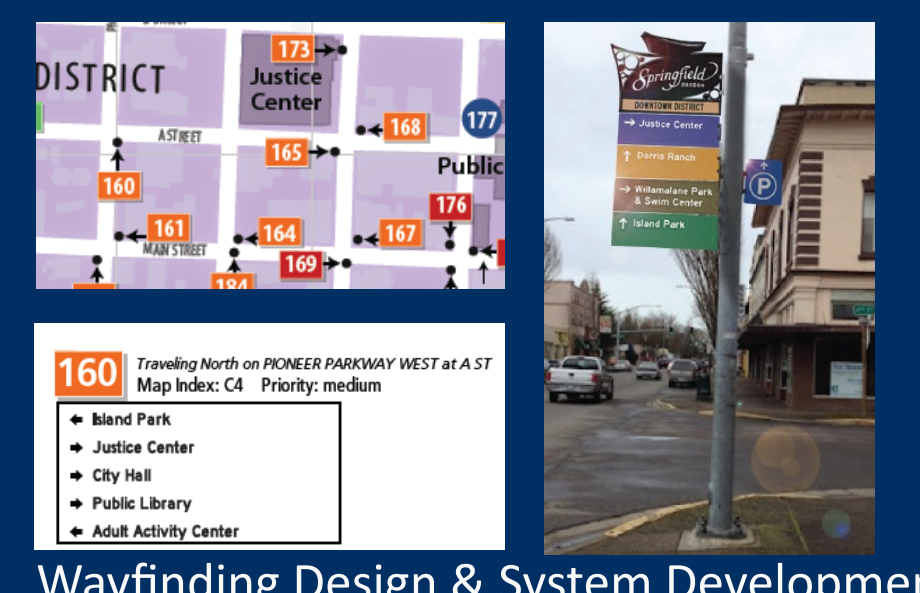 DISTRICT
173
Justice
Center
A STREET
168
177
165
Public
160
176
161
164
167
MAIN STREET
169
184
Springfield
OREGON
DOWNTOWN DISTRICT
→ Justice Center
↑ Dorris Ranch
→ Willamalane Park
& Swim Center
↑ Island Park
P
160
Traveling North on PIONEER PARKWAY WEST at A ST
Map Index: C4 Priority: medium
← Island Park
→ Justice Center
→ City Hall
→ Public Library
← Adult Activity Center
Wayfinding Design & System Developmen